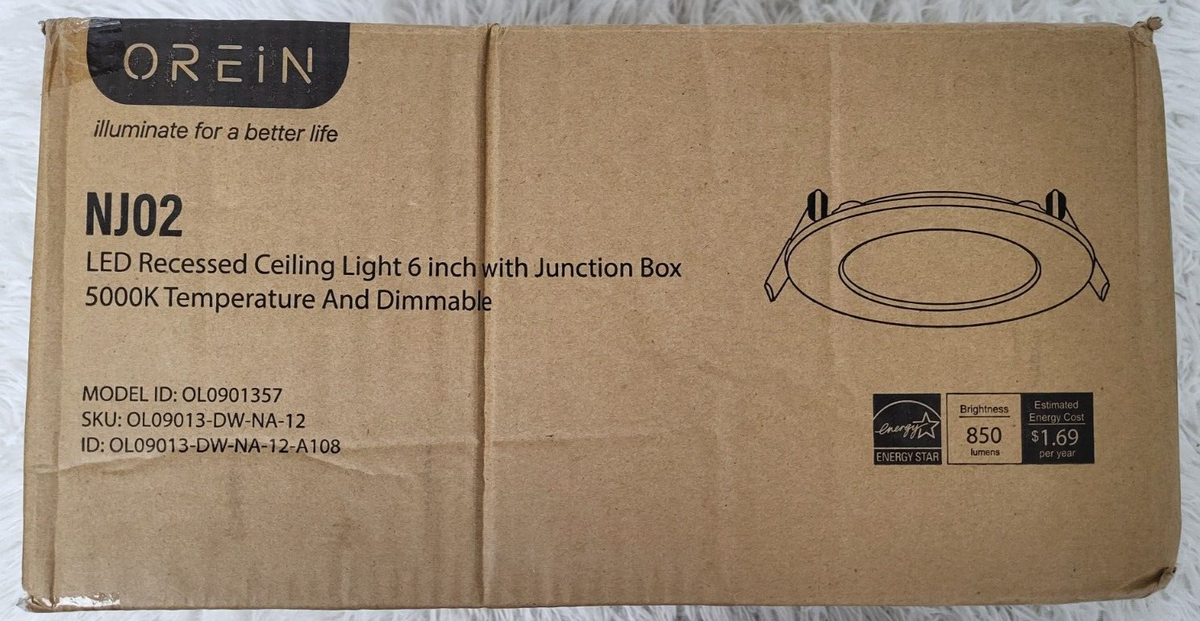 OREiN
illuminate for a better life
NJ02
LED Recessed Ceiling Light 6 inch with Junction Box
5000K Temperature And Dimmable
MODEL ID: OL0901357
SKU: OL09013-DW-NA-12
ID: OL09013-DW-NA-12-A108
energy
ENERGY STAR
Brightness
850
lumens
Estimated
Energy Cost
$1.69
per year